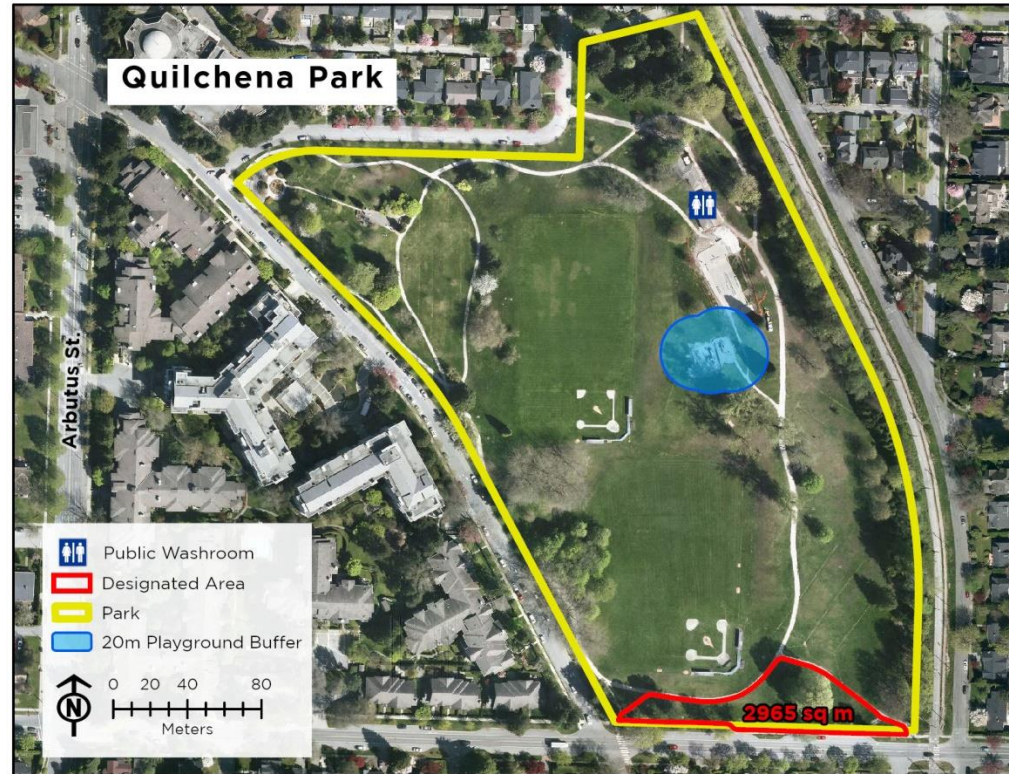 Quilchena Park
Arbutus St.
Public Washroom
Designated Area
Park
20m Playground Buffer
N
0 20 40 80
Meters
2965 sq m